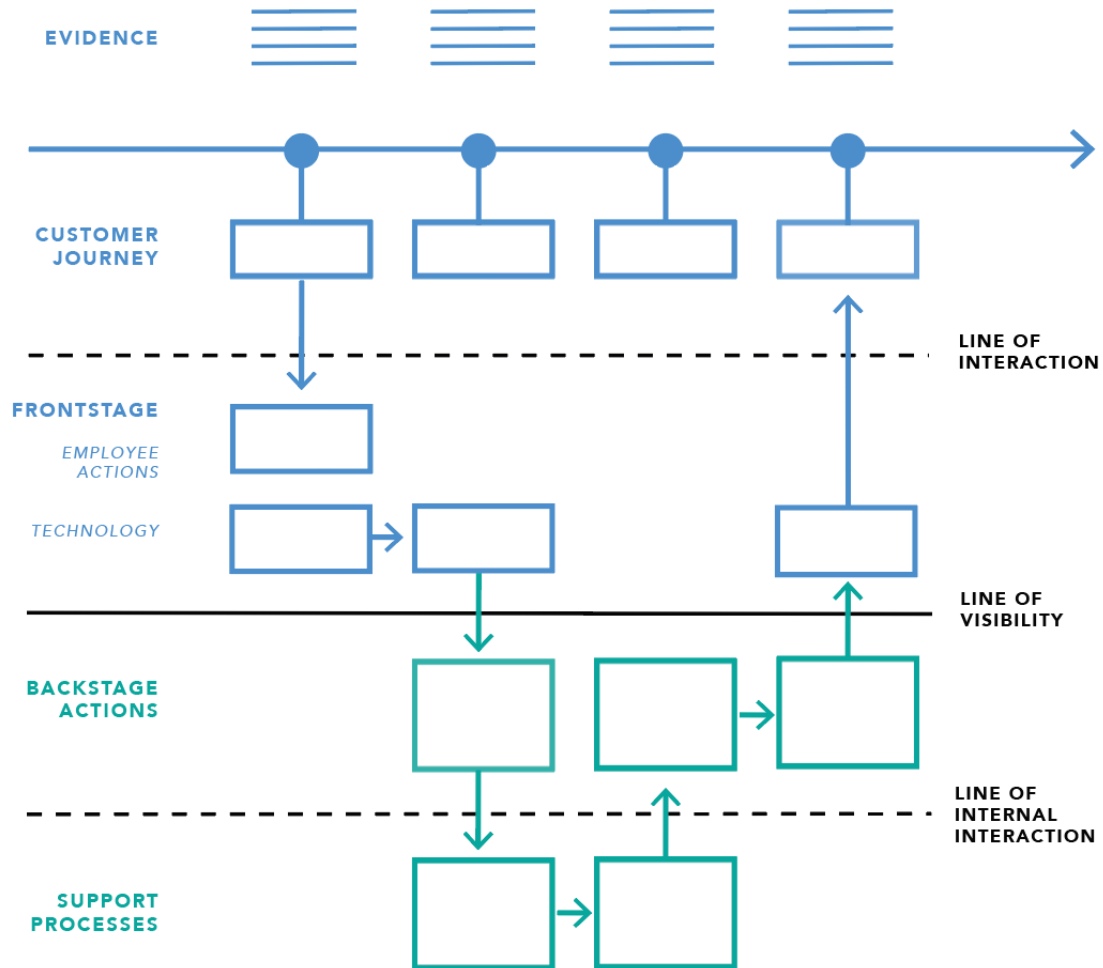 EVIDENCE
CUSTOMER
JOURNEY
LINE OF
INTERACTION
FRONTSTAGE
EMPLOYEE
ACTIONS
TECHNOLOGY
LINE OF
VISIBILITY
BACKSTAGE
ACTIONS
LINE OF
INTERNAL
INTERACTION
SUPPORT
PROCESSES